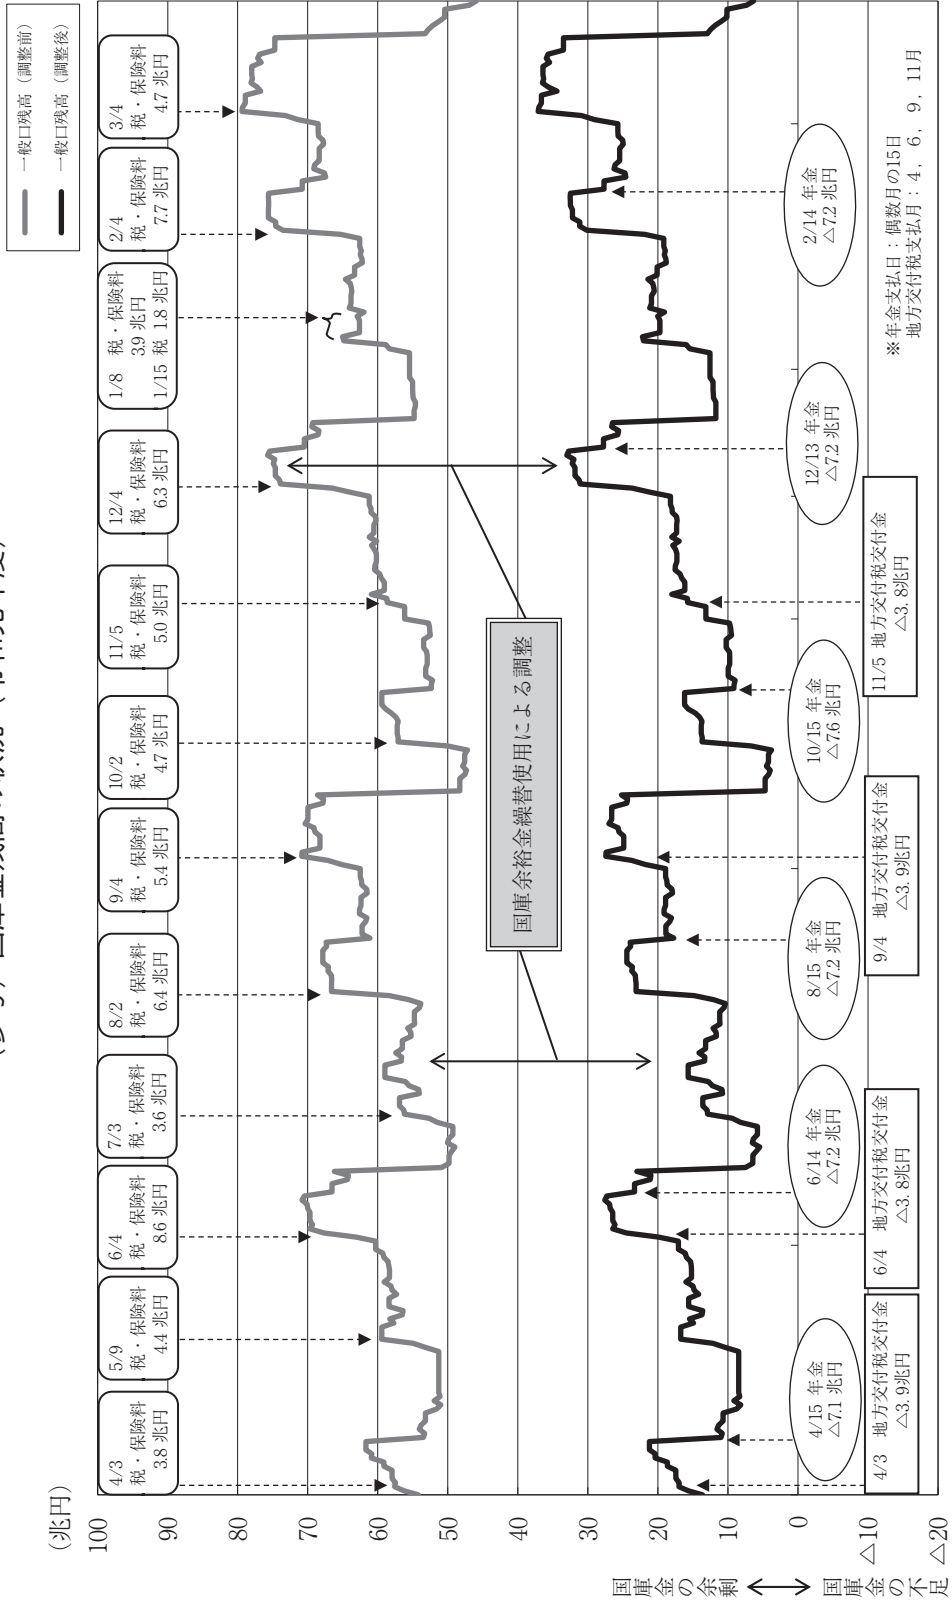 ━ 一般口残高（調整前）
━ 一般口残高（調整後）
（兆円）
100
90
80
70
60
50
40
30
20
10
0
△10
△20
国庫金の余剰
国庫金の不足
4/3
税・保険料
3.8 兆円
5/9
税・保険料
4.4 兆円
6/4
税・保険料
8.6 兆円
7/3
税・保険料
3.6 兆円
8/2
税・保険料
6.4 兆円
9/4
税・保険料
5.4 兆円
10/2
税・保険料
4.7 兆円
11/5
税・保険料
5.0 兆円
12/4
税・保険料
6.3 兆円
1/8 税・保険料
3.9 兆円
1/15 税 1.8 兆円
2/4
税・保険料
7.7 兆円
3/4
税・保険料
4.7 兆円
国庫余裕金繰替使用による調整
4/15 年金
△7.1 兆円
6/14 年金
△7.2 兆円
8/15 年金
△7.2 兆円
10/15 年金
△7.6 兆円
12/13 年金
△7.2 兆円
2/14 年金
△7.2 兆円
4/3 地方交付税交付金
△3.9兆円
6/4 地方交付税交付金
△3.8兆円
9/4 地方交付税交付金
△3.9兆円
11/5 地方交付税交付金
△3.8兆円
※年金支払日：偶数月の15日
地方交付税支払月：4，6，9，11月